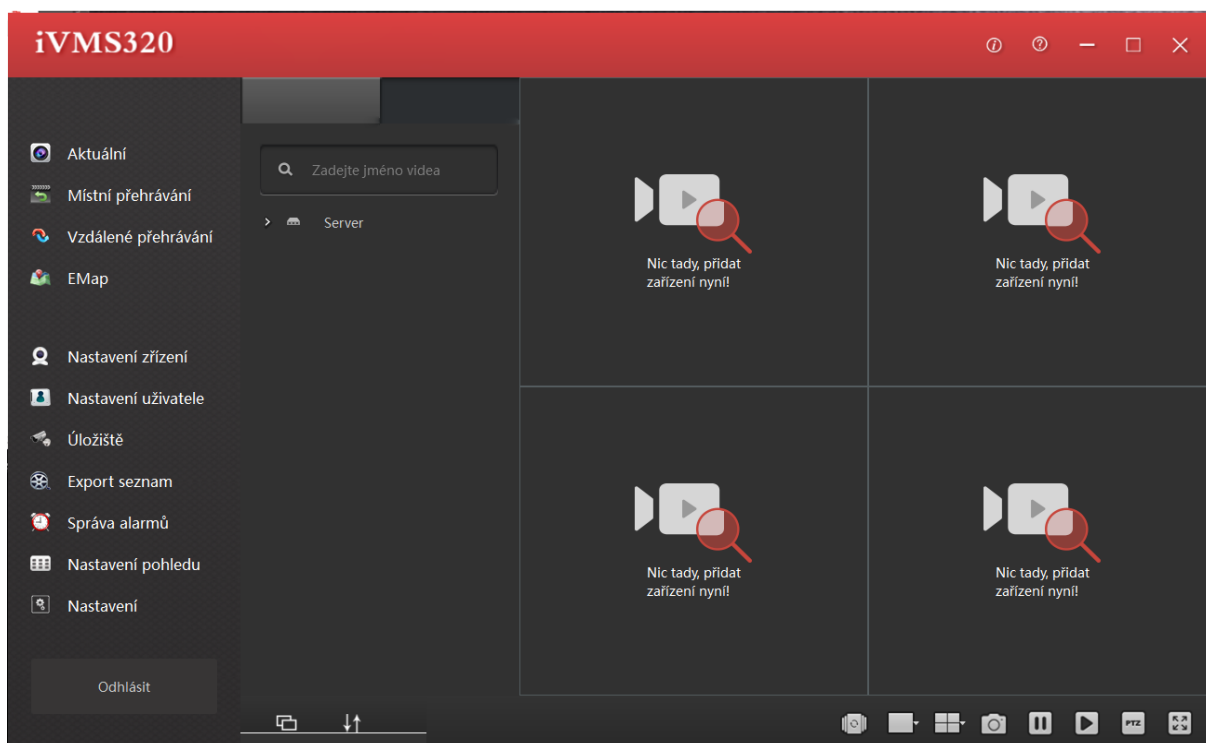 iVMS320
Aktuální
Místní přehrávání
Vzdálené přehrávání
EMap
Nastavení zřízení
Nastavení uživatele
Úložiště
Export seznam
Správa alarmů
Nastavení pohledu
Nastavení
Odhlásit
Zadejte jméno videa
Server
Nic tady, přidat
zařízení nyní!
Nic tady, přidat
zařízení nyní!
Nic tady, přidat
zařízení nyní!
Nic tady, přidat
zařízení nyní!
PTZ